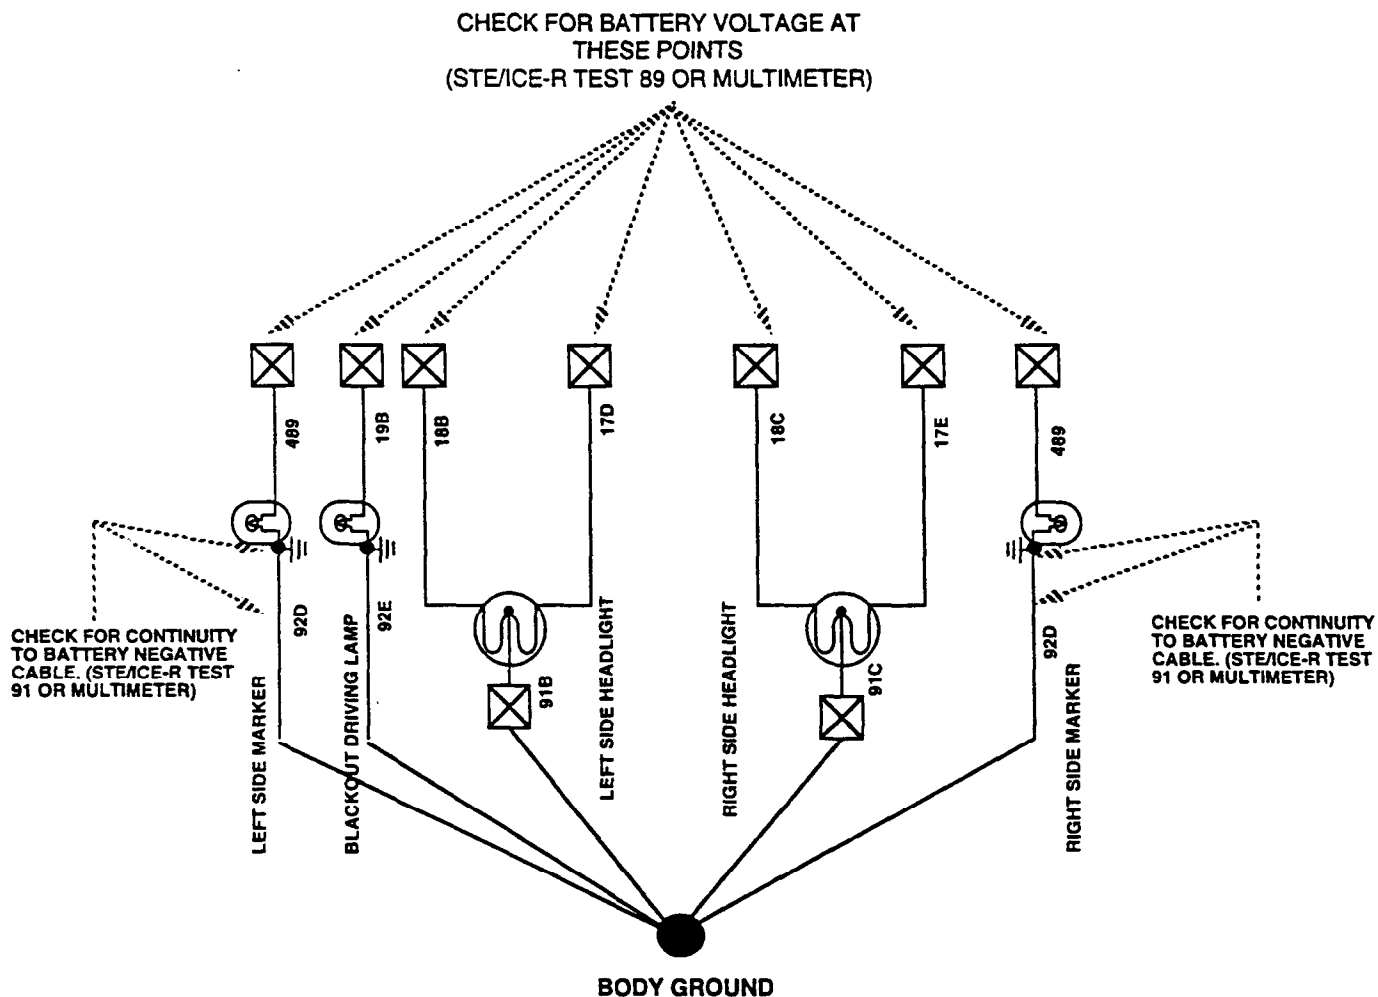 CHECK FOR BATTERY VOLTAGE AT
THESE POINTS
(STE/ICE-R TEST 89 OR MULTIMETER)
489
19B
18B
17D
18C
17E
489
92D
92E
91B
91C
92D
CHECK FOR CONTINUITY
TO BATTERY NEGATIVE
CABLE. (STE/ICE-R TEST
91 OR MULTIMETER)
CHECK FOR CONTINUITY
TO BATTERY NEGATIVE
CABLE. (STE/ICE-R TEST
91 OR MULTIMETER)
LEFT SIDE MARKER
BLACKOUT DRIVING LAMP
LEFT SIDE HEADLIGHT
RIGHT SIDE HEADLIGHT
RIGHT SIDE MARKER
BODY GROUND